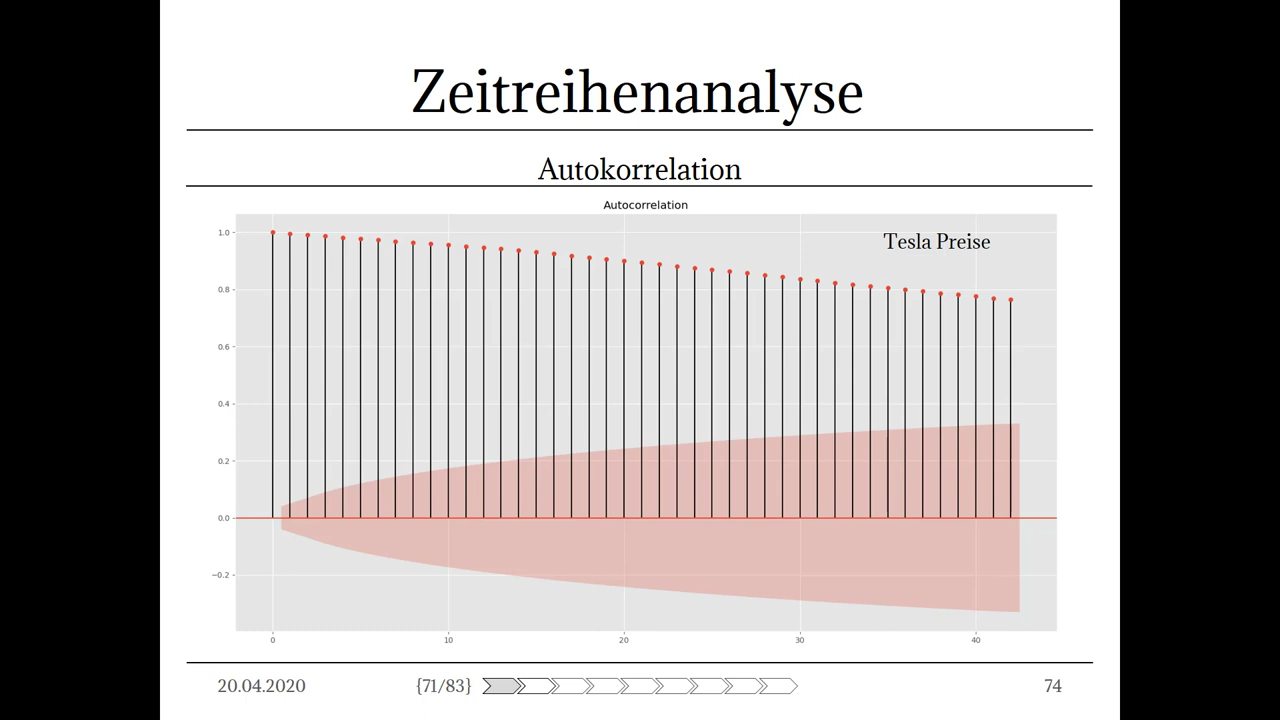 Zeitreihenanalyse
Autokorrelation
Autocorrelation
Tesla Preise
1.0
0.8
0.6
0.4
0.2
0.0
−0.2
0 10 20 30 40
20.04.2020 {71/83} 74